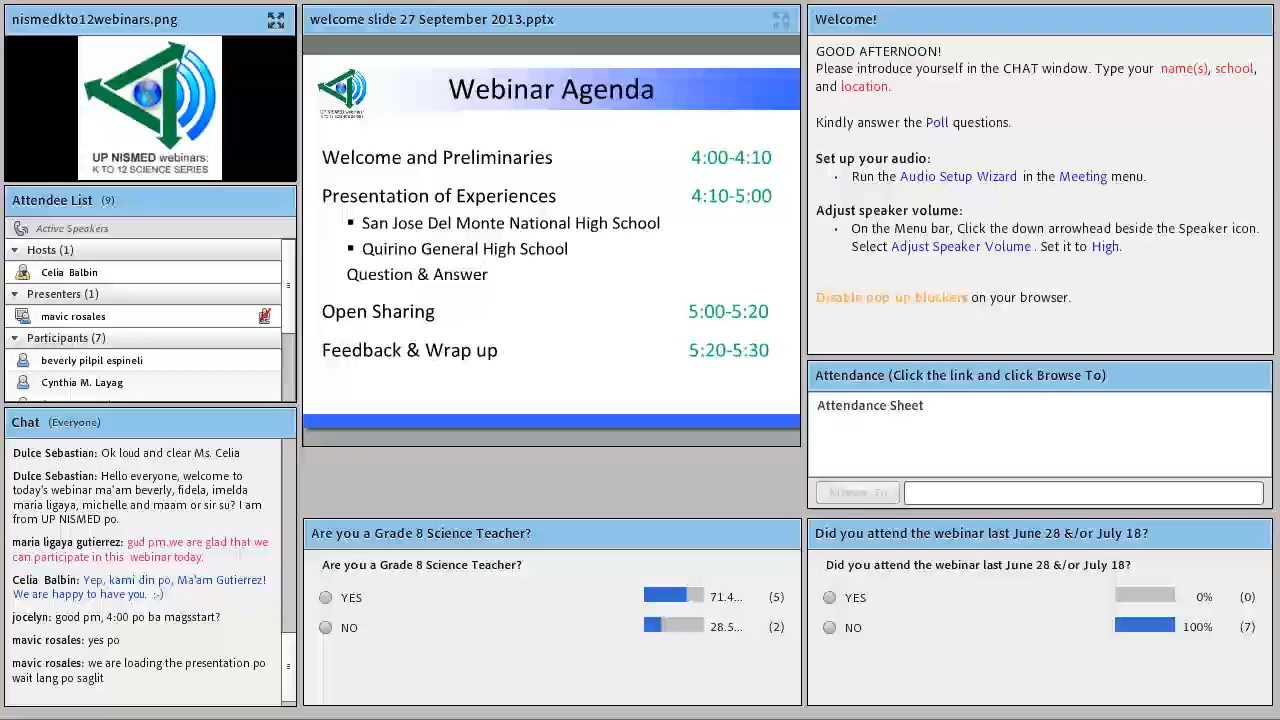 nismedkto12webinars.png
UP NISMED webinars:
K TO 12 SCIENCE SERIES
Attendee List (9)
Active Speakers
Hosts (1)
Celia Balbin
Presenters (1)
mavic rosales
Participants (7)
beverly pilpil espineli
Cynthia M. Layag
Chat (Everyone)
Dulce Sebastian: Ok loud and clear Ms. Celia
Dulce Sebastian: Hello everyone, welcome to
today's webinar ma'am beverly, fidela, imelda
maria ligaya, michelle and maam or sir su? I am
from UP NISMED po.
maria ligaya gutierrez: gud pm.we are glad that we
can participate in this webinar today.
Celia Balbin: Yep, kami din po, Ma'am Gutierrez!
We are happy to have you. :-)
jocelyn: good pm, 4:00 po ba magsstart?
mavic rosales: yes po
mavic rosales: we are loading the presentation po
wait lang po saglit
welcome slide 27 September 2013.pptx
Webinar Agenda
Welcome and Preliminaries 4:00-4:10
Presentation of Experiences 4:10-5:00
▪ San Jose Del Monte National High School
▪ Quirino General High School
Question & Answer
Open Sharing 5:00-5:20
Feedback & Wrap up 5:20-5:30
Are you a Grade 8 Science Teacher?
Are you a Grade 8 Science Teacher?
YES 71.4... (5)
NO 28.5... (2)
Welcome!
GOOD AFTERNOON!
Please introduce yourself in the CHAT window. Type your name(s), school,
and location.
Kindly answer the Poll questions.
Set up your audio:
• Run the Audio Setup Wizard in the Meeting menu.
Adjust speaker volume:
• On the Menu bar, Click the down arrowhead beside the Speaker icon.
Select Adjust Speaker Volume . Set it to High.
Disable pop up blockers on your browser.
Attendance (Click the link and click Browse To)
Attendance Sheet
Browse To
Did you attend the webinar last June 28 &/or July 18?
Did you attend the webinar last June 28 &/or July 18?
YES 0% (0)
NO 100% (7)